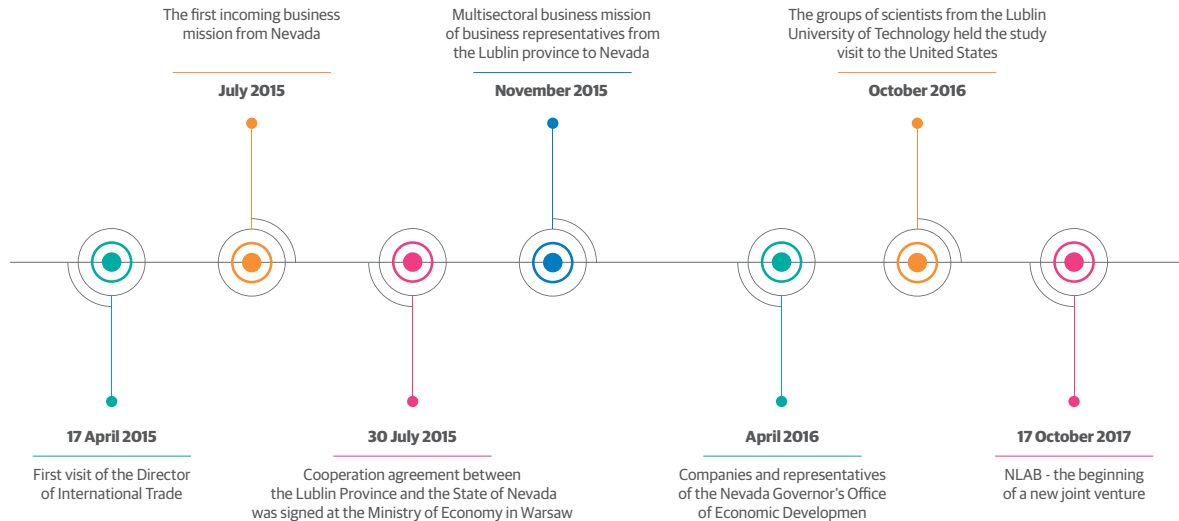 The first incoming business
mission from Nevada
July 2015
Multisectoral business mission
of business representatives from
the Lublin province to Nevada
November 2015
The groups of scientists from the Lublin
University of Technology held the study
visit to the United States
October 2016
17 April 2015
First visit of the Director
of International Trade
30 July 2015
Cooperation agreement between
the Lublin Province and the State of Nevada
was signed at the Ministry of Economy in Warsaw
April 2016
Companies and representatives
of the Nevada Governor's Office
of Economic Developmen
17 October 2017
NLAB - the beginning
of a new joint venture